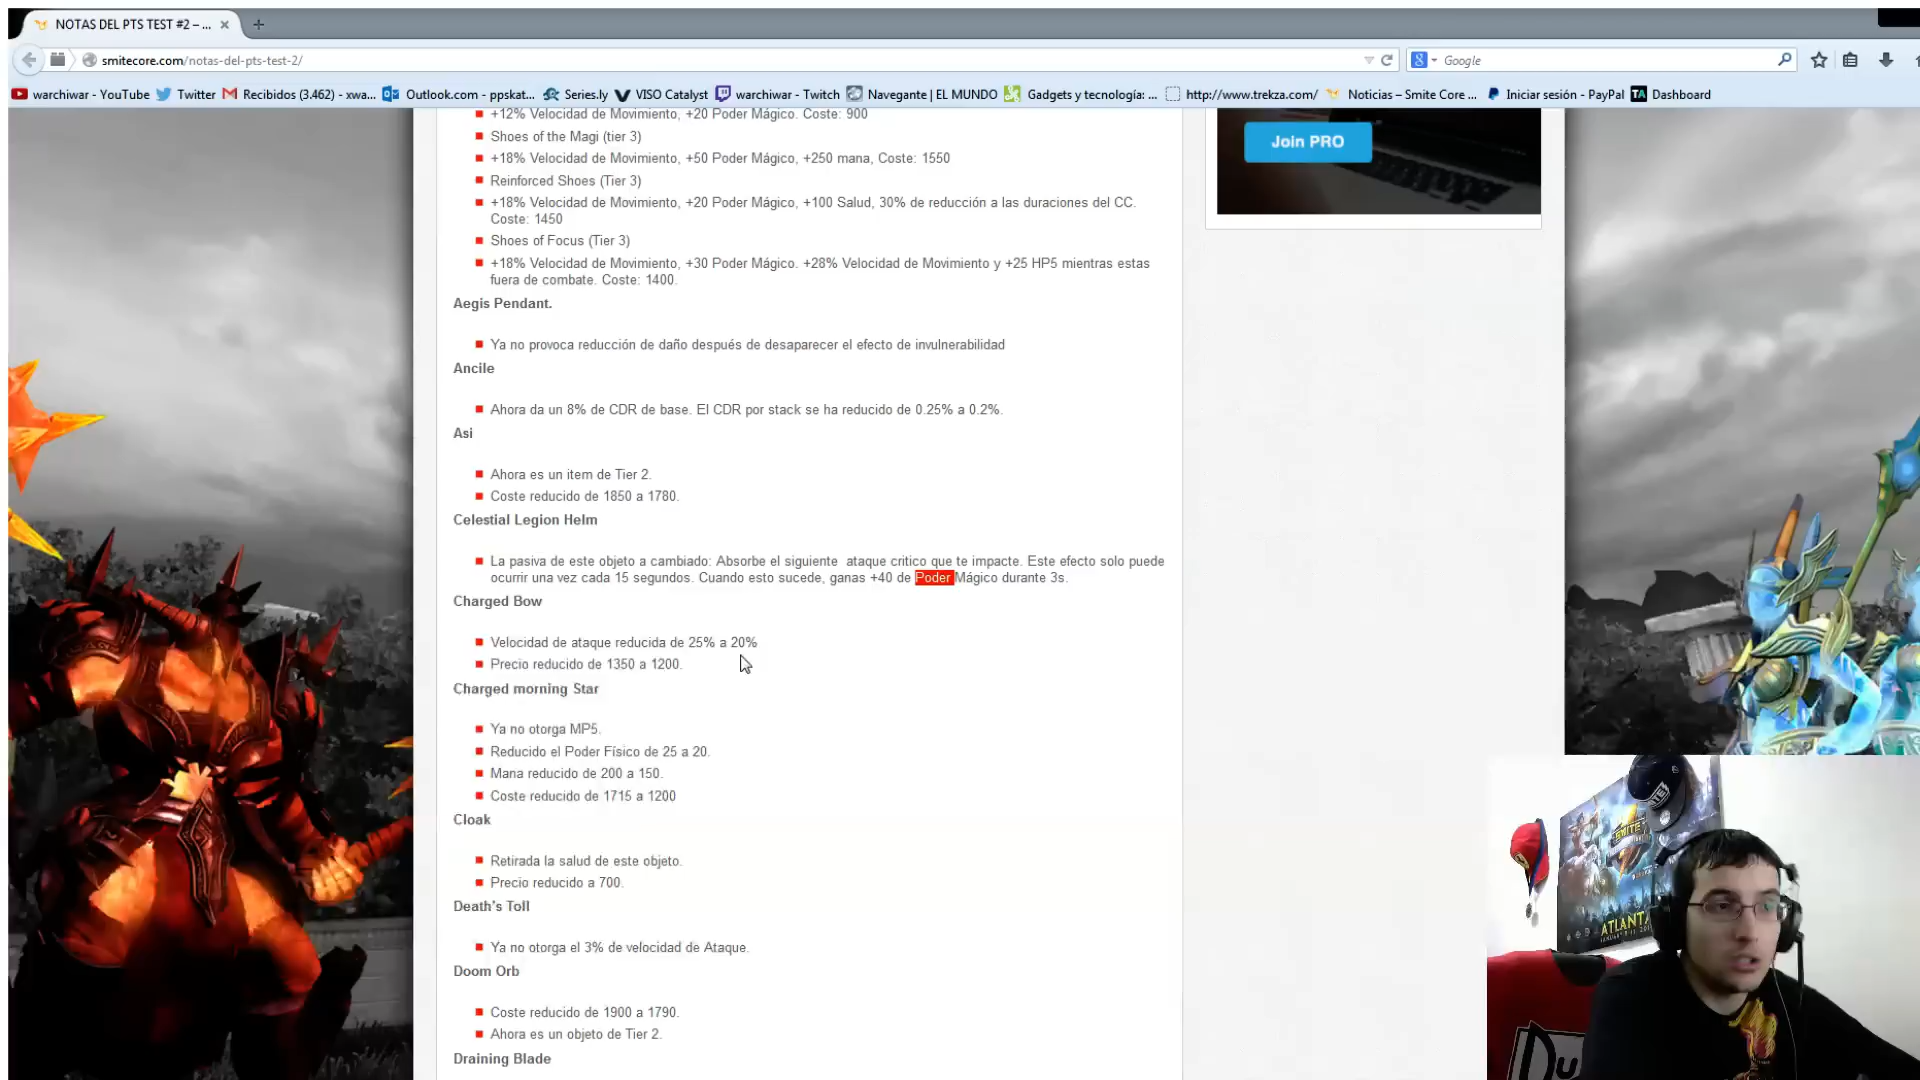 NOTAS DEL PTS TEST #2 – ...
smitecore.com/notas-del-pts-test-2/
Google
warchiwar - YouTube Twitter Recibidos (3.462) - xwa... Outlook.com - ppskat... Series.ly VISO Catalyst warchiwar - Twitch Navegante | EL MUNDO Gadgets y tecnología: ... http://www.trekza.com/ Noticias – Smite Core ... Iniciar sesión - PayPal TA Dashboard
+12% Velocidad de Movimiento, +20 Poder Mágico. Coste: 900
Join PRO
Shoes of the Magi (tier 3)
+18% Velocidad de Movimiento, +50 Poder Mágico, +250 mana, Coste: 1550
Reinforced Shoes (Tier 3)
+18% Velocidad de Movimiento, +20 Poder Mágico, +100 Salud, 30% de reducción a las duraciones del CC.
Coste: 1450
Shoes of Focus (Tier 3)
+18% Velocidad de Movimiento, +30 Poder Mágico. +28% Velocidad de Movimiento y +25 HP5 mientras estas
fuera de combate. Coste: 1400.
Aegis Pendant.
Ya no provoca reducción de daño después de desaparecer el efecto de invulnerabilidad
Ancile
Ahora da un 8% de CDR de base. El CDR por stack se ha reducido de 0.25% a 0.2%.
Asi
Ahora es un item de Tier 2.
Coste reducido de 1850 a 1780.
Celestial Legion Helm
La pasiva de este objeto a cambiado: Absorbe el siguiente ataque critico que te impacte. Este efecto solo puede
ocurrir una vez cada 15 segundos. Cuando esto sucede, ganas +40 de Poder Mágico durante 3s.
Charged Bow
Velocidad de ataque reducida de 25% a 20%
Precio reducido de 1350 a 1200.
Charged morning Star
Ya no otorga MP5.
Reducido el Poder Físico de 25 a 20.
Mana reducido de 200 a 150.
Coste reducido de 1715 a 1200
Cloak
Retirada la salud de este objeto.
Precio reducido a 700.
Death's Toll
Ya no otorga el 3% de velocidad de Ataque.
Doom Orb
Coste reducido de 1900 a 1790.
Ahora es un objeto de Tier 2.
Draining Blade
SMITE
ATLANTA
Du